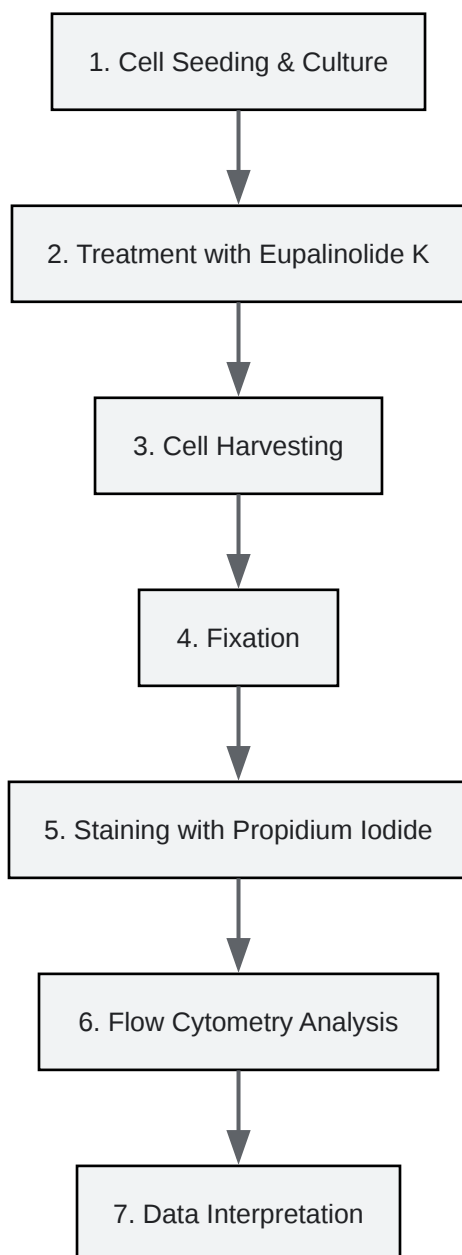 1. Cell Seeding & Culture
2. Treatment with Eupalinolide K
3. Cell Harvesting
4. Fixation
5. Staining with Propidium Iodide
6. Flow Cytometry Analysis
7. Data Interpretation